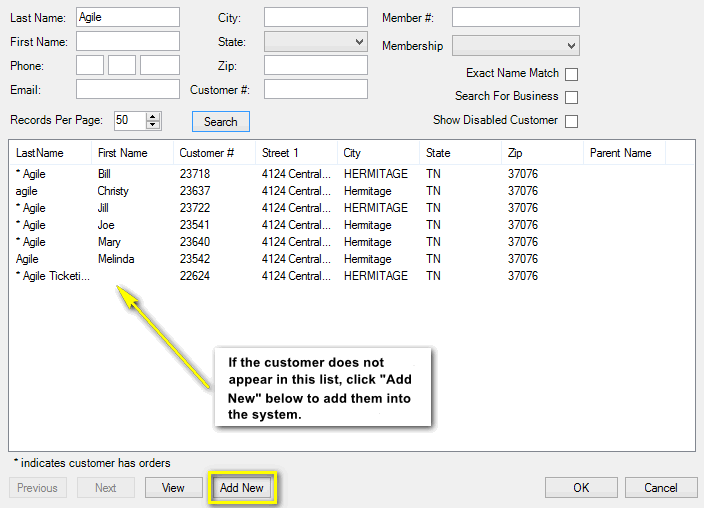 Last Name: Agile City: Member #:
First Name: State: Membership
Phone: Zip: Exact Name Match
Email: Customer #: Search For Business
Records Per Page: 50 Search Show Disabled Customer
LastName First Name Customer # Street 1 City State Zip Parent Name
* Agile Bill 23718 4124 Central... HERMITAGE TN 37076
agile Christy 23637 4124 Central... Hermitage TN 37076
* Agile Jill 23722 4124 Central... HERMITAGE TN 37076
* Agile Joe 23541 4124 Central... Hermitage TN 37076
* Agile Mary 23640 4124 Central... Hermitage TN 37076
Agile Melinda 23542 4124 Central... Hermitage TN 37076
* Agile Ticketi... 22624 4124 Central... HERMITAGE TN 37076
If the customer does not
appear in this list, click "Add
New" below to add them into
the system.
* indicates customer has orders
Previous Next View Add New OK Cancel